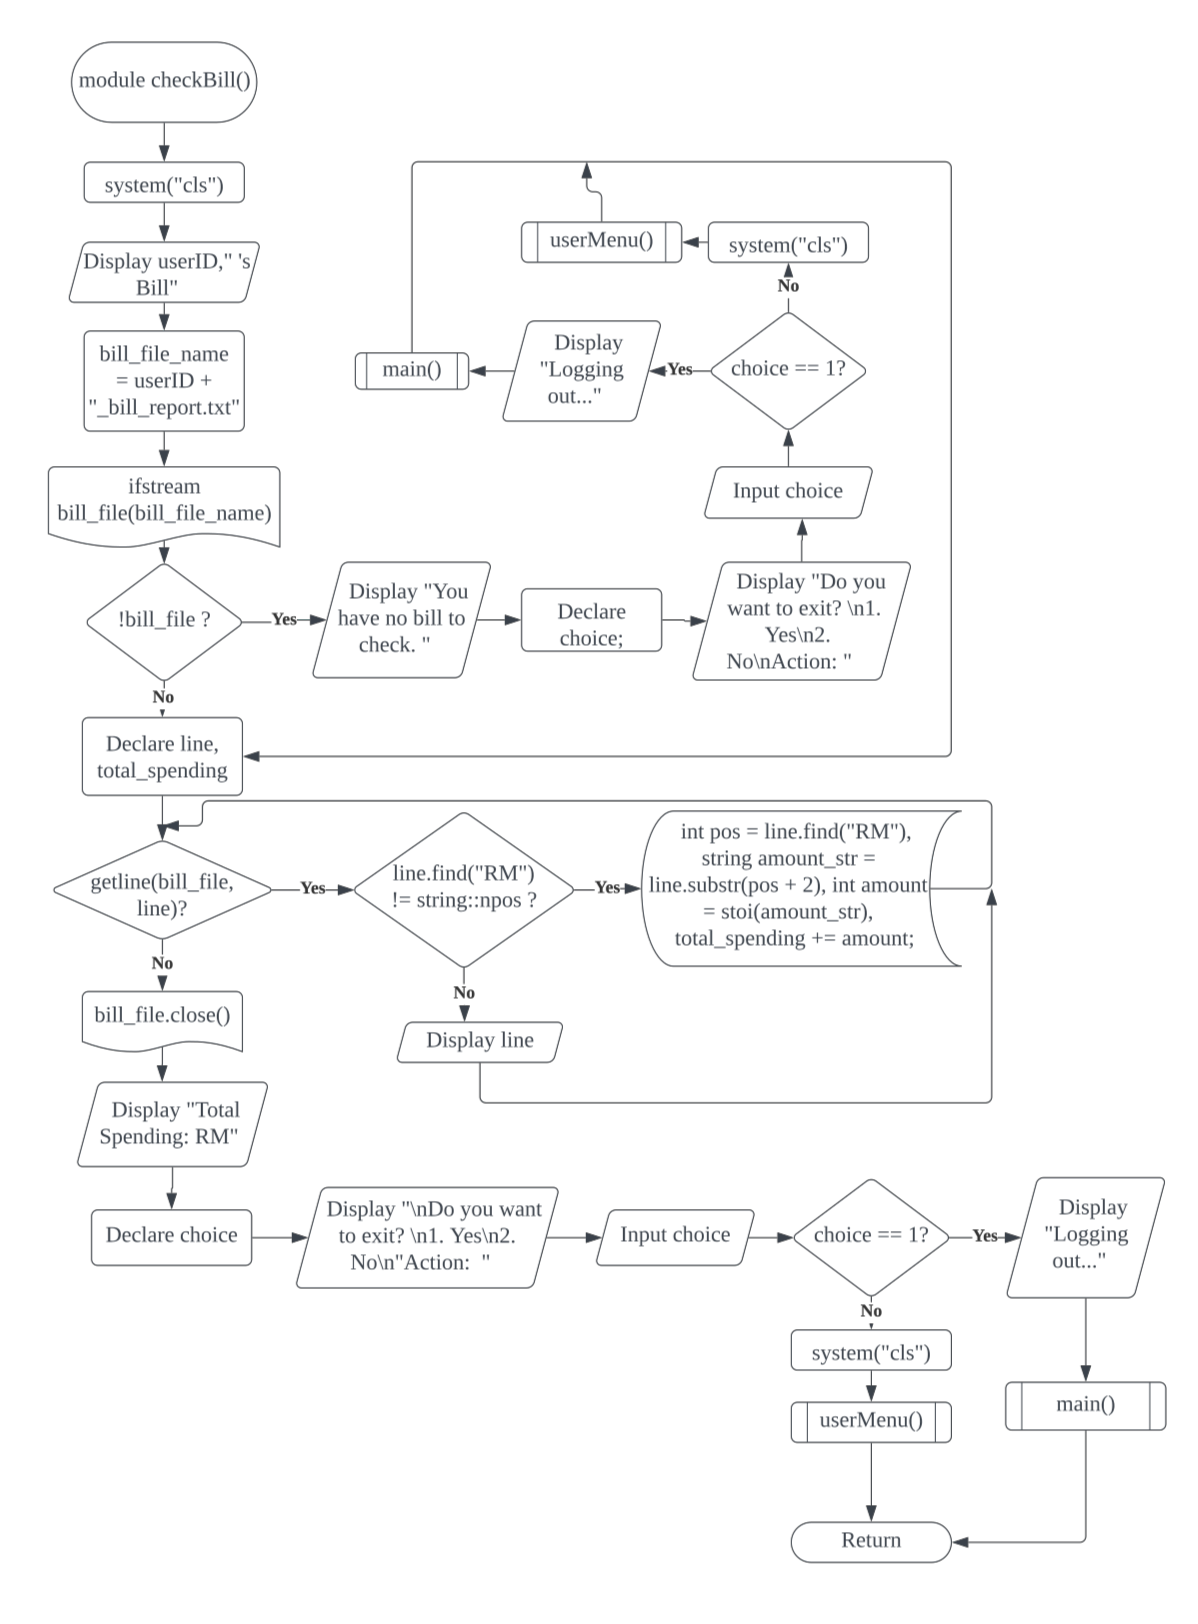 module checkBill()
system("cls")
Display userID," 's
Bill"
bill_file_name
= userID +
"_bill_report.txt"
ifstream
bill_file(bill_file_name)
!bill_file ?
Yes
No
Display "You
have no bill to
check. "
Declare
choice;
Display "Do you
want to exit? \n1.
Yes\n2.
No\nAction: "
Input choice
choice == 1?
Yes
No
Display
"Logging
out..."
main()
system("cls")
userMenu()
Declare line,
total_spending
getline(bill_file,
line)?
Yes
No
line.find("RM")
!= string::npos ?
Yes
No
int pos = line.find("RM"),
string amount_str =
line.substr(pos + 2), int amount
= stoi(amount_str),
total_spending += amount;
Display line
bill_file.close()
Display "Total
Spending: RM"
Declare choice
Display "\nDo you want
to exit? \n1. Yes\n2.
No\n"Action:  "
Input choice
choice == 1?
Yes
No
Display
"Logging
out..."
system("cls")
userMenu()
main()
Return